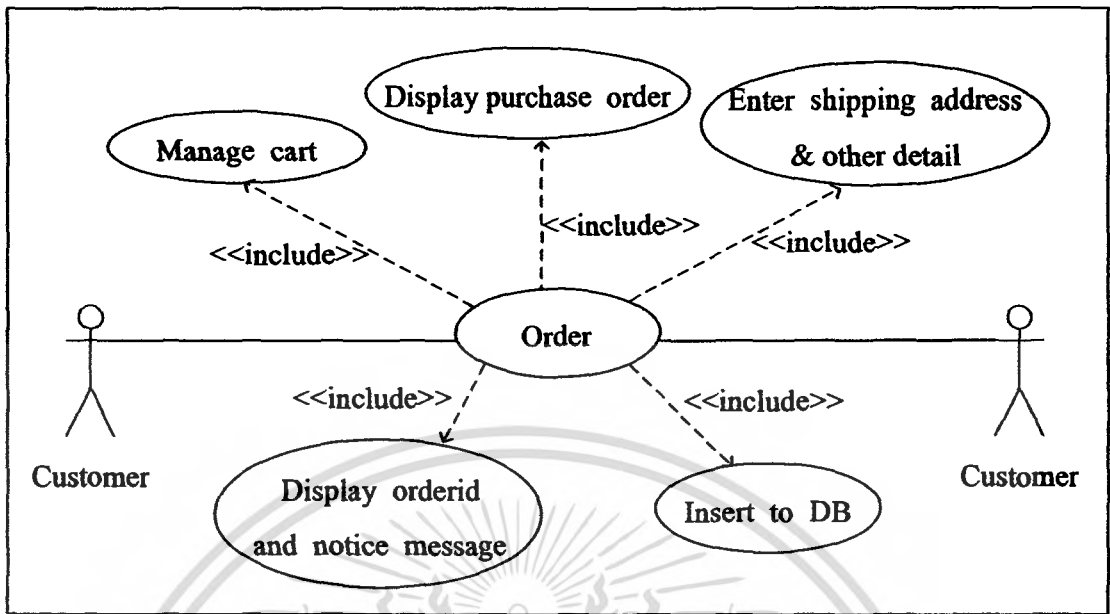 Display purchase order
Enter shipping address
& other detail
Manage cart
<<include>>
<<include>>
<<include>>
Order
<<include>>
<<include>>
Customer
Customer
Display orderid
and notice message
Insert to DB